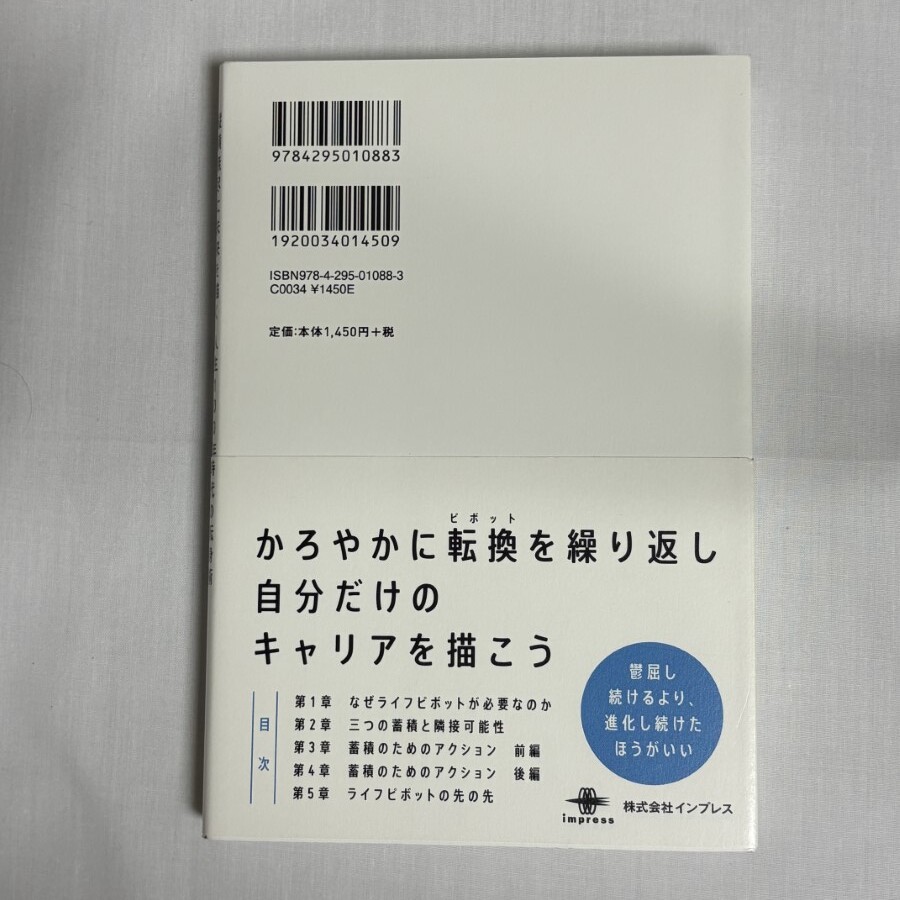 9784295010883
1920034014509
ISBN978-4-295-01088-3
C0034 ¥1450E
定価:本体1,450円+税
ピボット
かろやかに転換を繰り返し
自分だけの
キャリアを描こう
目次
第1章 なぜライフピボットが必要なのか
第2章 三つの蓄積と隣接可能性
第3章 蓄積のためのアクション 前編
第4章 蓄積のためのアクション 後編
第5章 ライフピボットの先の先
鬱屈し
続けるより、
進化し続けた
ほうがいい
impress
株式会社インプレス